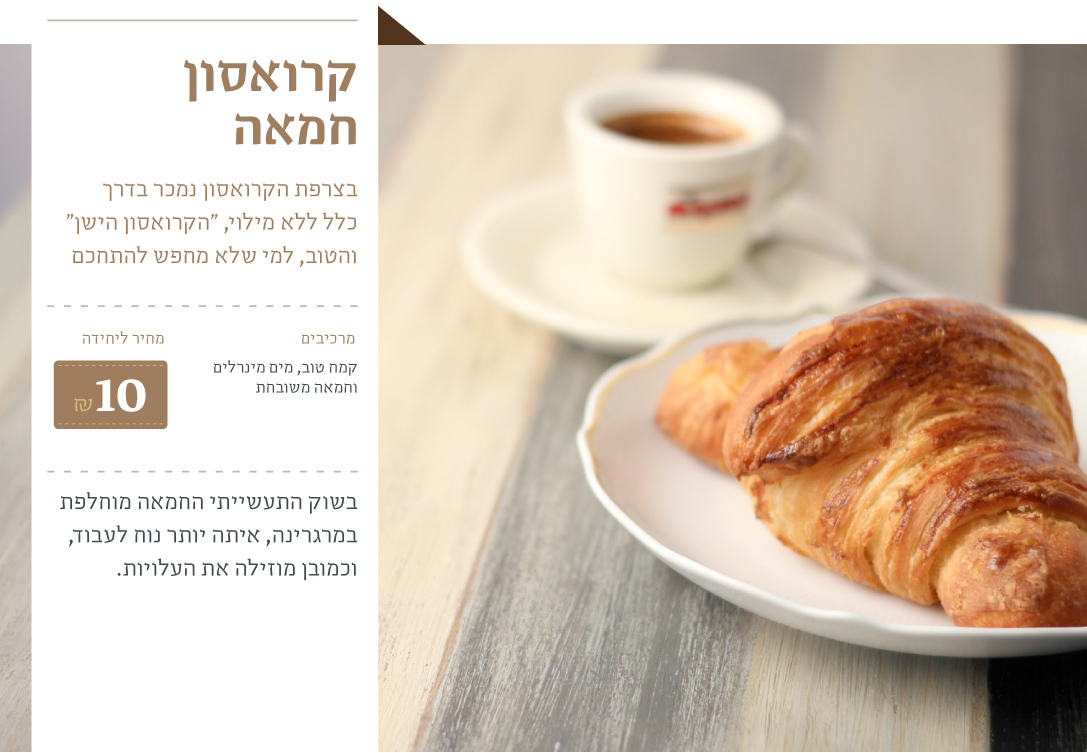 קרואסון
חמאה
בצרפת הקרואסון נמכר בדרך
כלל ללא מילוי, "הקרואסון הישן"
והטוב, למי שלא מחפש להתחכם
מרכיבים
קמח טוב, מים מינרלים
וחמאה משובחת
מחיר ליחידה
10 ₪
בשוק התעשייתי החמאה מוחלפת
במרגרינה, איתה יותר נוח לעבוד,
וכמובן מוזילה את העלויות.